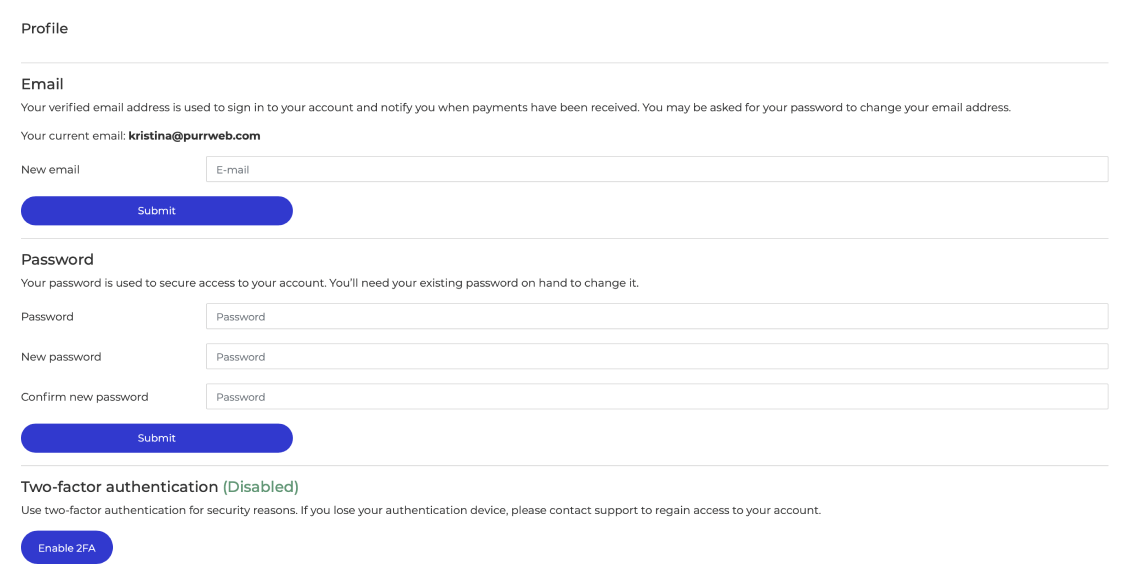 Profile
Email
Your verified email address is used to sign in to your account and notify you when payments have been received. You may be asked for your password to change your email address.
Your current email: kristina@purrweb.com
New email E-mail
Submit
Password
Your password is used to secure access to your account. You’ll need your existing password on hand to change it.
Password Password
New password Password
Confirm new password Password
Submit
Two-factor authentication (Disabled)
Use two-factor authentication for security reasons. If you lose your authentication device, please contact support to regain access to your account.
Enable 2FA